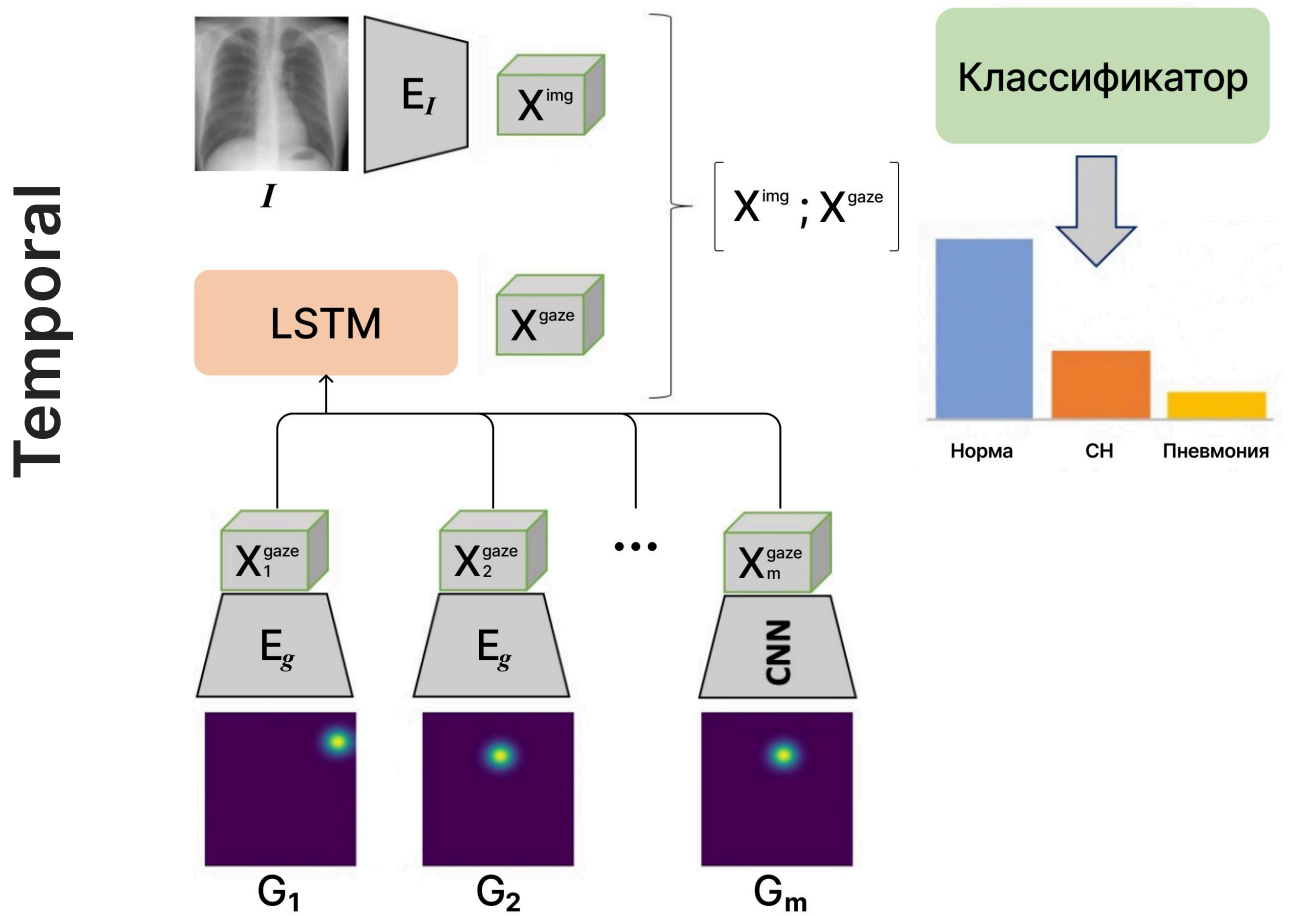 Temporal
E_I
X^img
I
Классификатор
[ X^img ; X^gaze ]
LSTM
X^gaze
Норма
СН
Пневмония
X_1^gaze
X_2^gaze
...
X_m^gaze
E_g
E_g
CNN
G_1
G_2
G_m